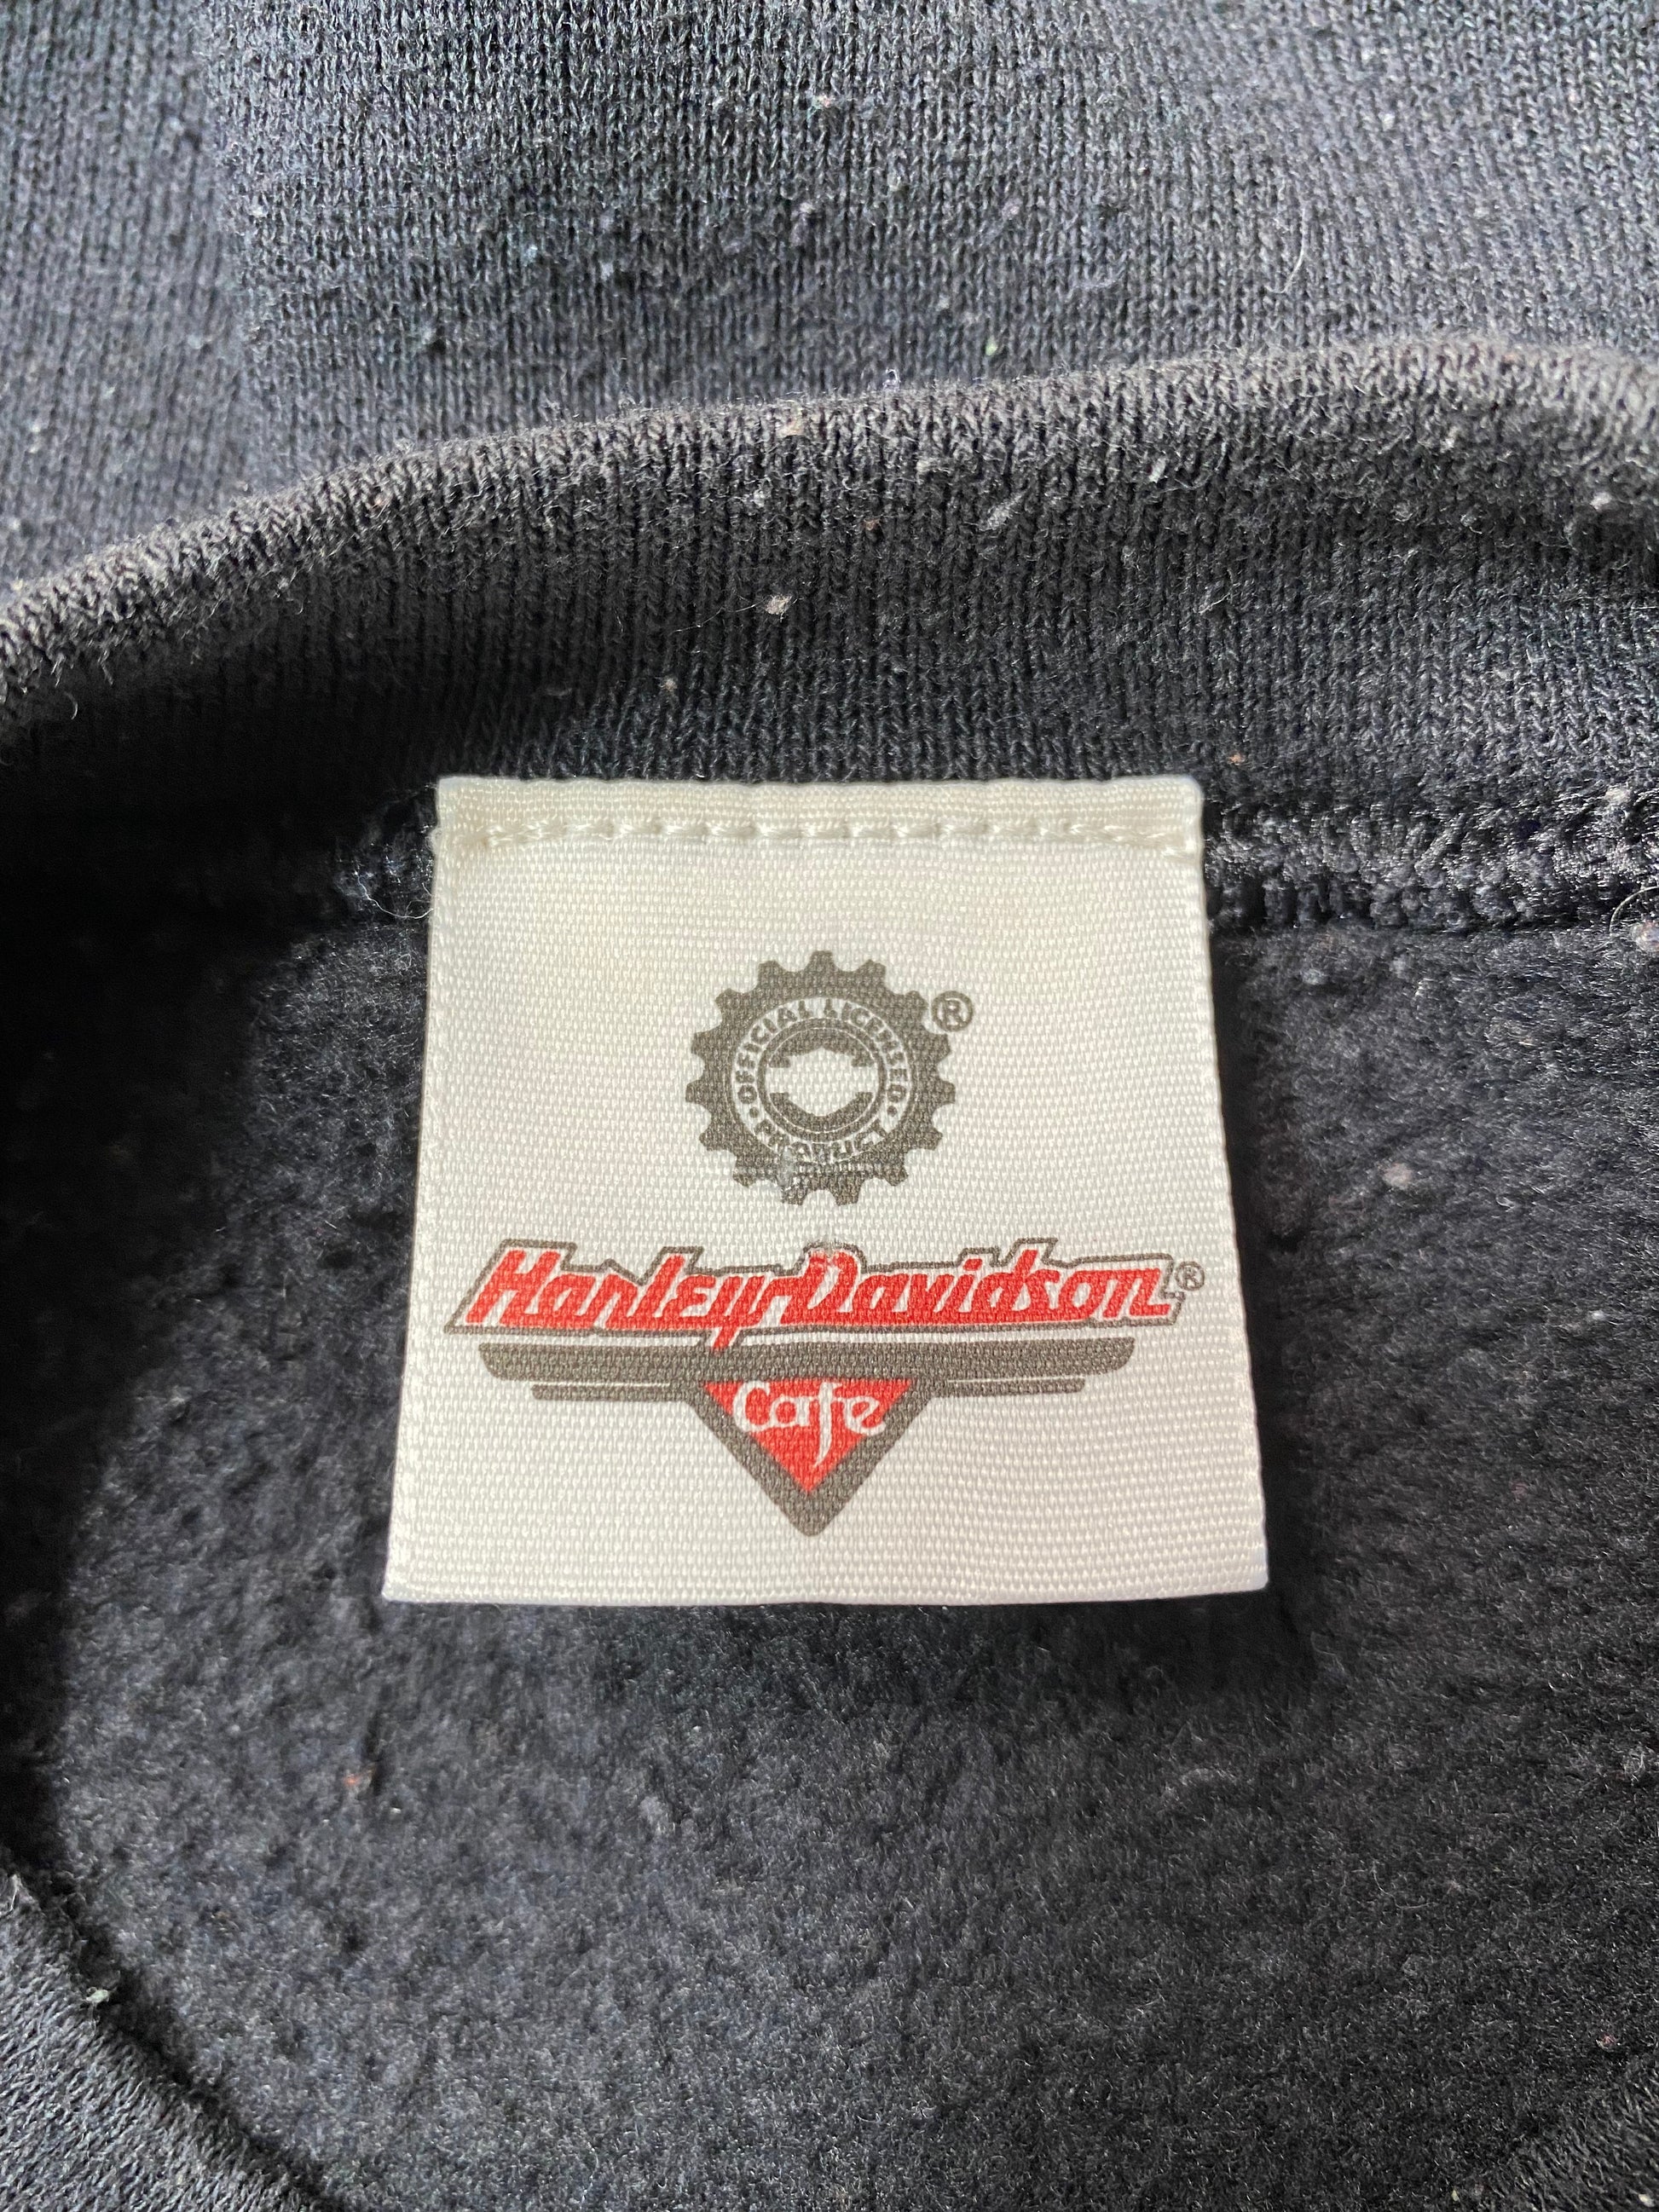 OFFICIAL LICENSED
• PRODUCT •
®
Harley-Davidson®
Cafe